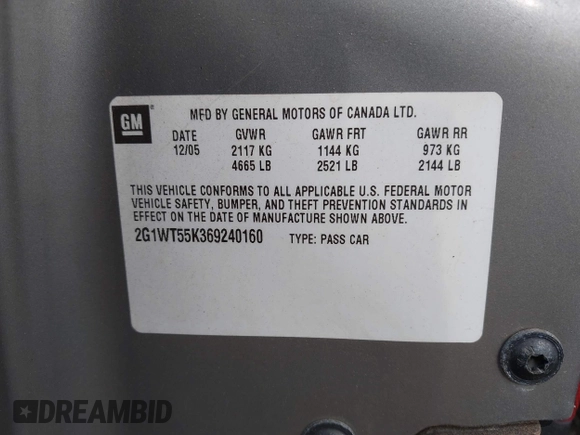 GM
MFD BY GENERAL MOTORS OF CANADA LTD.
DATE GVWR GAWR FRT GAWR RR
12/05 2117 KG 1144 KG 973 KG
4665 LB 2521 LB 2144 LB
THIS VEHICLE CONFORMS TO ALL APPLICABLE U.S. FEDERAL MOTOR
VEHICLE SAFETY, BUMPER, AND THEFT PREVENTION STANDARDS IN
EFFECT ON THE DATE OF MANUFACTURE SHOWN ABOVE.
2G1WT55K369240160 TYPE: PASS CAR
DREAMBID